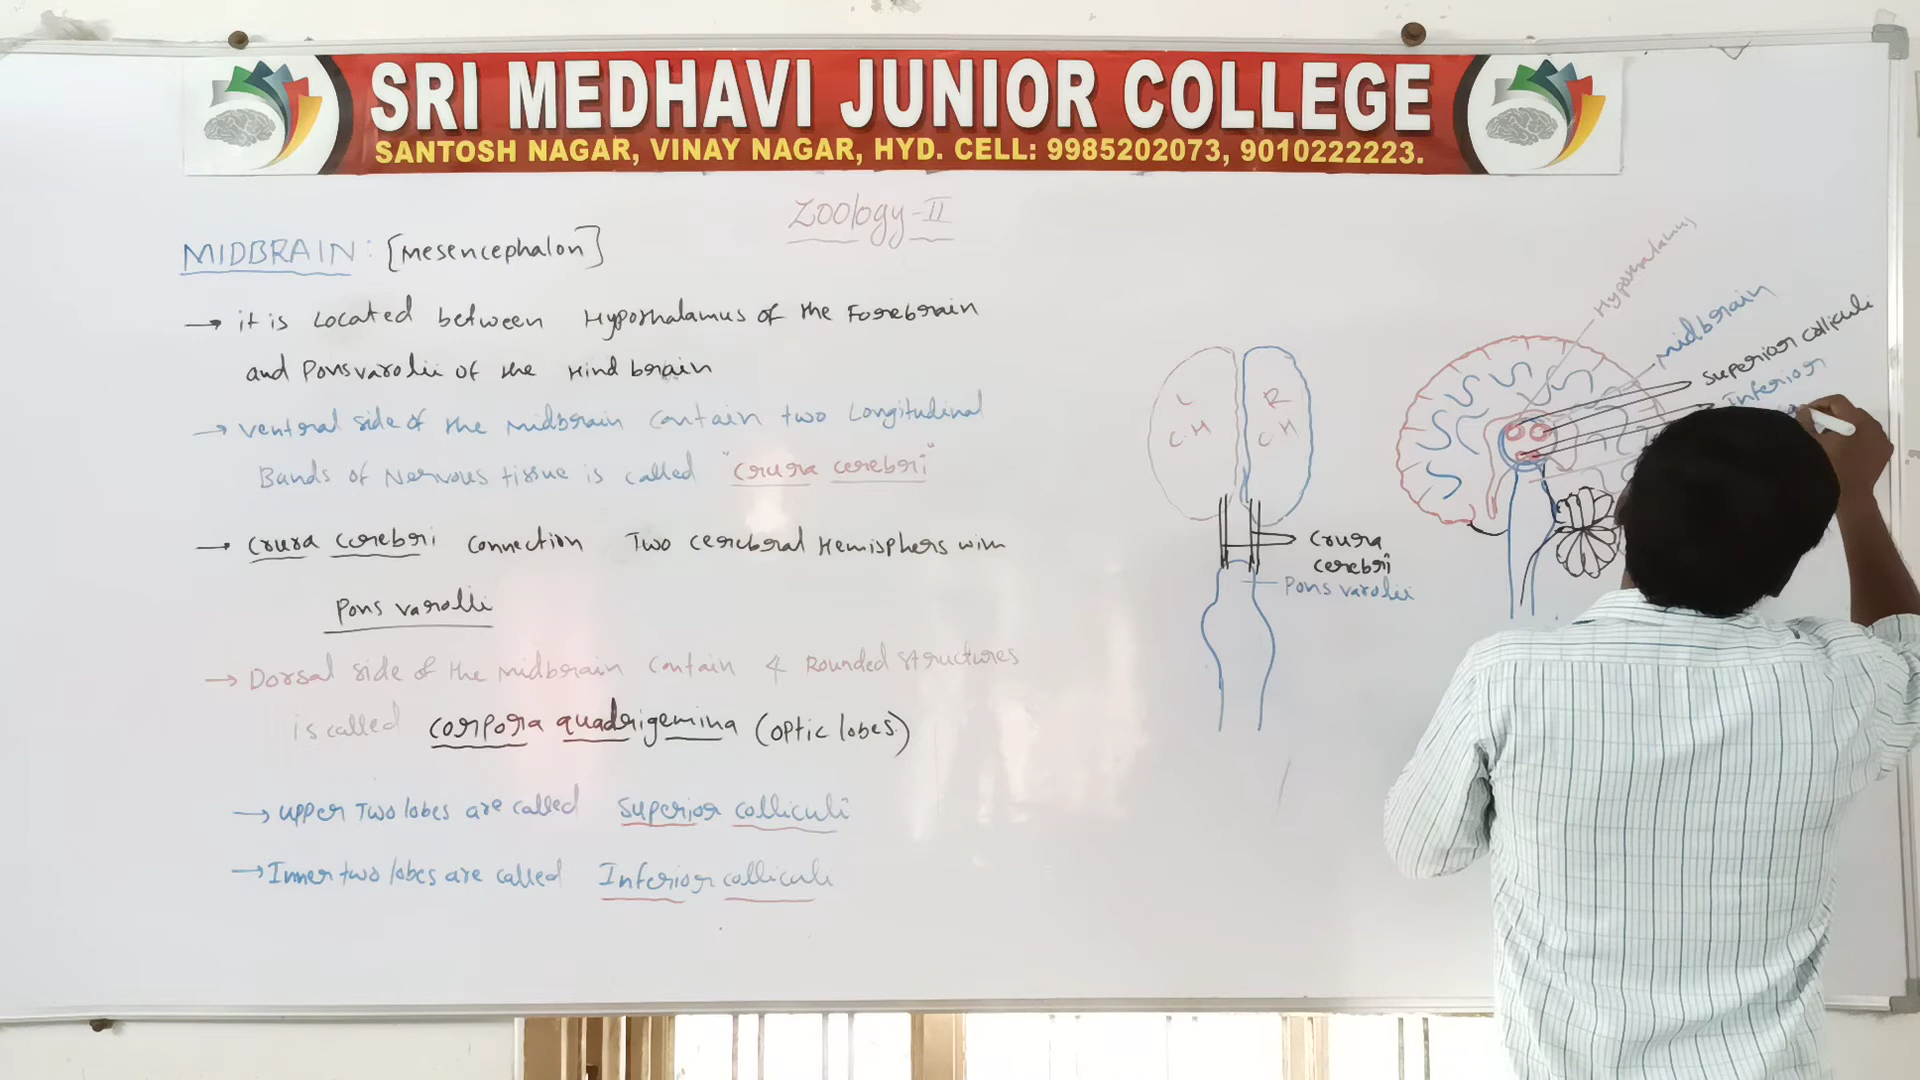 SRI MEDHAVI JUNIOR COLLEGE
SANTOSH NAGAR, VINAY NAGAR, HYD. CELL: 9985202073, 9010222223.
Zoology-II
MIDBRAIN: [Mesencephalon]
→ it is Located between Hypothalamus of the Forebrain
and Ponsvarolii of the Hind brain
→ ventral side of the midbrain Contain two Longitudinal
Bands of Nervous tissue is called "Crura cerebri"
→ Crura cerebri connection Two cerebral Hemisphers with
Pons varolli
→ Dorsal side of the midbrain Contain 4 Rounded structures
is called corpora quadrigemina (optic lobes)
→ upper Two lobes are called Superior colliculi
→ Inner two lobes are called Inferior colliculi
L
C.H
R
C.H
Crura
cerebri
Pons varolii
Hypothalamus
midbrain
Superior colliculi
Inferior